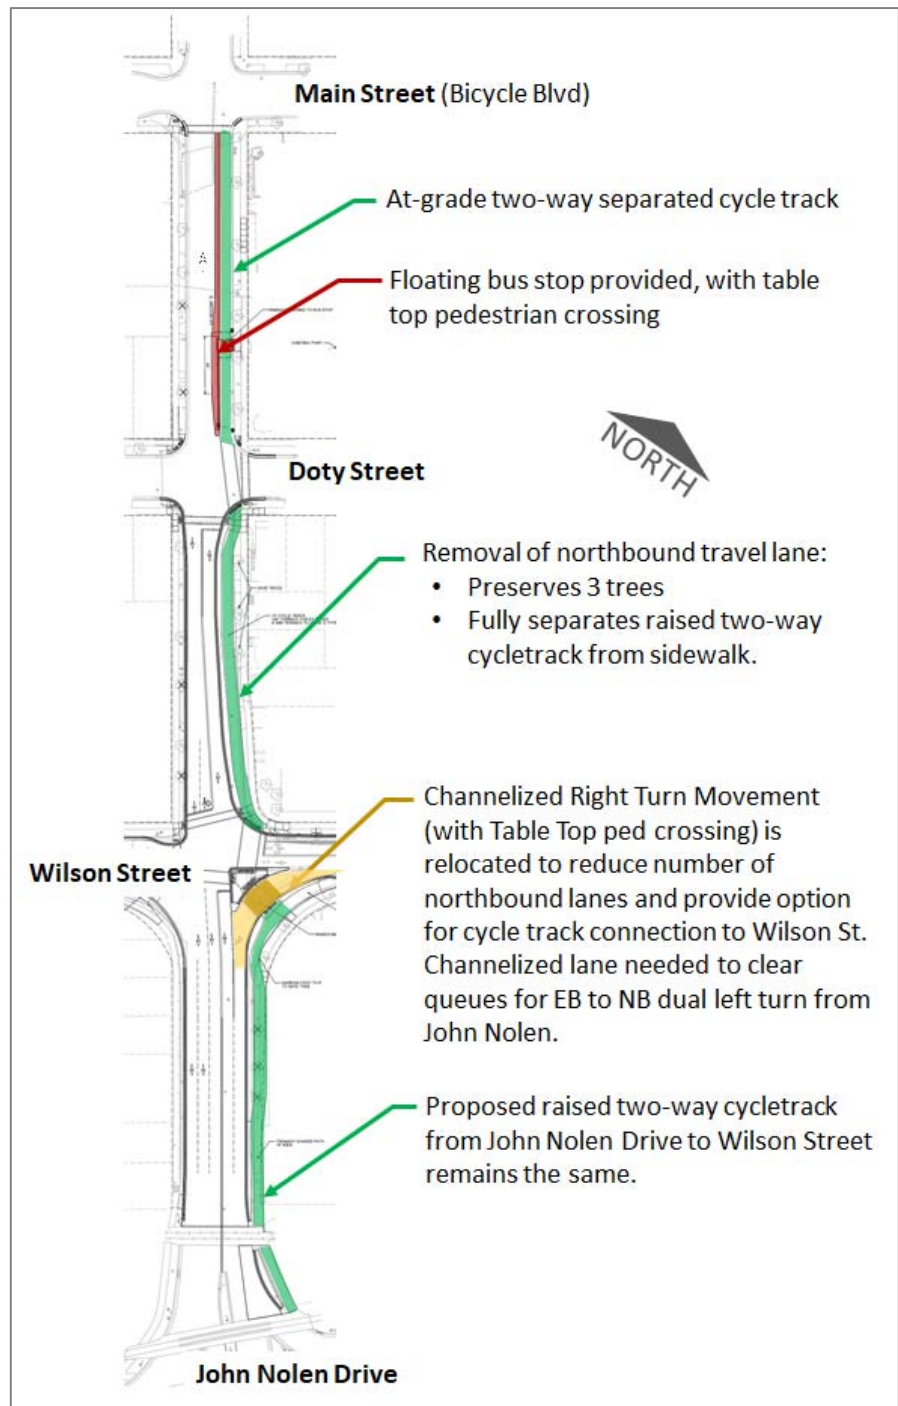 Main Street (Bicycle Blvd)
At-grade two-way separated cycle track
Floating bus stop provided, with table
top pedestrian crossing
NORTH
Doty Street
Removal of northbound travel lane:
• Preserves 3 trees
• Fully separates raised two-way
cycletrack from sidewalk.
Channelized Right Turn Movement
(with Table Top ped crossing) is
relocated to reduce number of
northbound lanes and provide option
for cycle track connection to Wilson St.
Channelized lane needed to clear
queues for EB to NB dual left turn from
John Nolen.
Wilson Street
Proposed raised two-way cycletrack
from John Nolen Drive to Wilson Street
remains the same.
John Nolen Drive